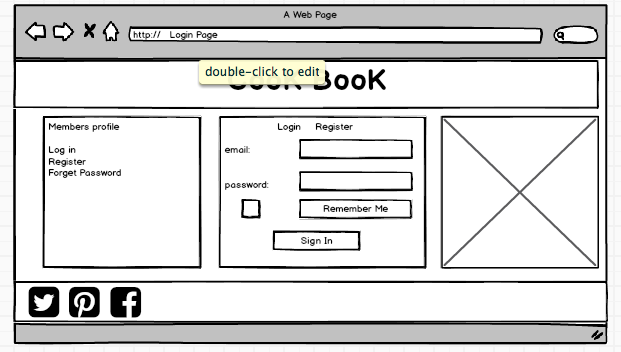 A Web Page
http:// Login Page
double-click to edit
BooK
Members profile
Log in
Register
Forget Password
Login Register
email:
password:
Remember Me
Sign In